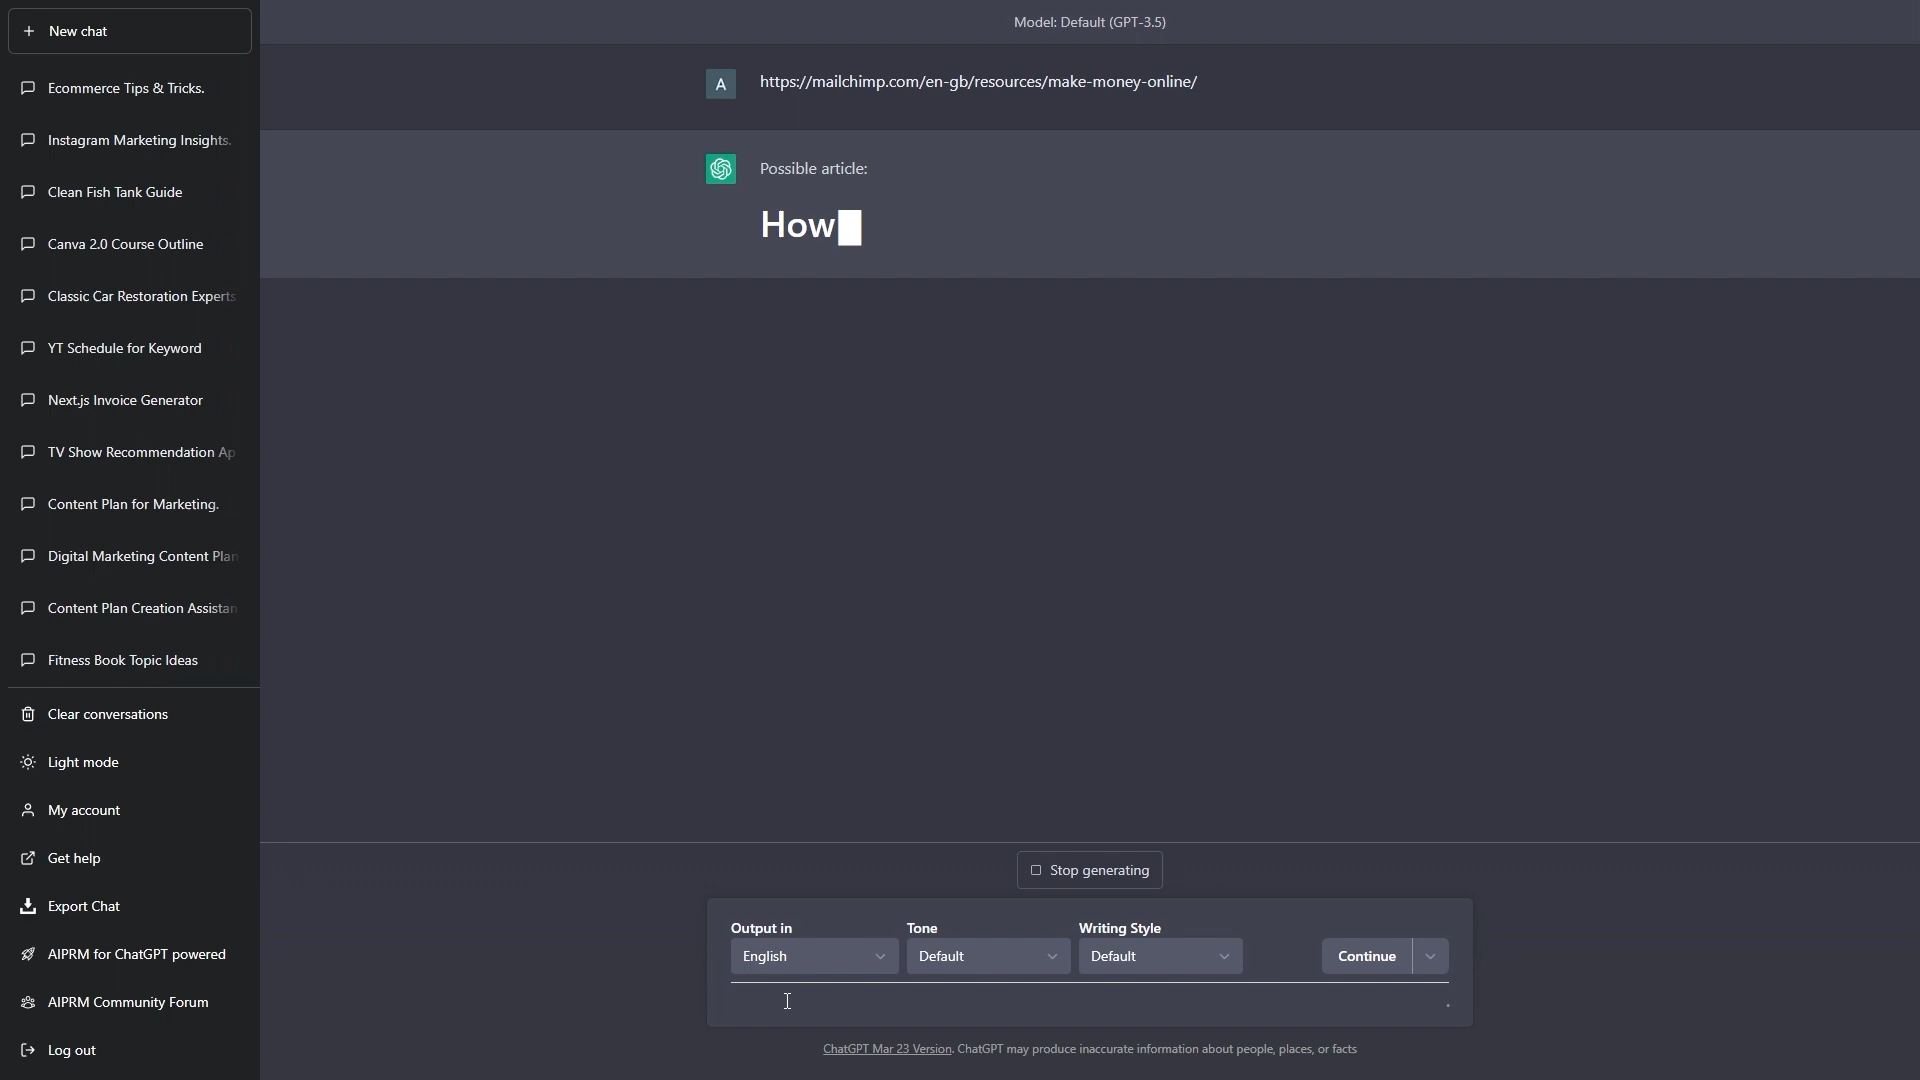 New chat
Ecommerce Tips & Tricks.
Instagram Marketing Insights.
Clean Fish Tank Guide
Canva 2.0 Course Outline
Classic Car Restoration Experts
YT Schedule for Keyword
Next.js Invoice Generator
TV Show Recommendation Ap
Content Plan for Marketing.
Digital Marketing Content Plan
Content Plan Creation Assistan
Fitness Book Topic Ideas
Clear conversations
Light mode
My account
Get help
Export Chat
AIPRM for ChatGPT powered
AIPRM Community Forum
Log out
Model: Default (GPT-3.5)
A
https://mailchimp.com/en-gb/resources/make-money-online/
Possible article:
How
Stop generating
Output in Tone Writing Style
English Default Default Continue
ChatGPT Mar 23 Version. ChatGPT may produce inaccurate information about people, places, or facts